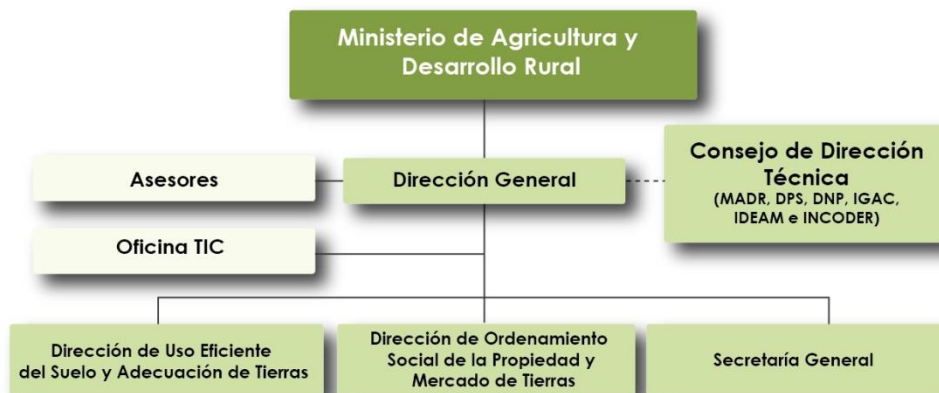 Ministerio de Agricultura y
Desarrollo Rural
Asesores
Dirección General
Consejo de Dirección
Técnica
(MADR, DPS, DNP, IGAC,
IDEAM e INCODER)
Oficina TIC
Dirección de Uso Eficiente
del Suelo y Adecuación de Tierras
Dirección de Ordenamiento
Social de la Propiedad y
Mercado de Tierras
Secretaría General